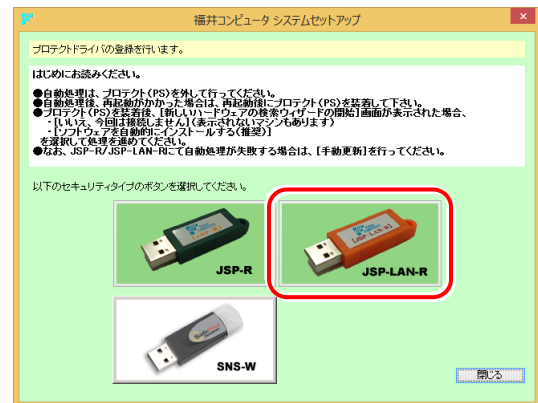 福井コンピュータ システムセットアップ
プロテクトドライバの登録を行います。
はじめにお読みください。
●自動処理は、プロテクト(PS)を外して行ってください。
●自動処理後、再起動がかかった場合は、再起動後にプロテクト(PS)を装着して下さい。
●プロテクト(PS)を装着後、[新しいハードウェアの検索ウィザードの開始]画面が表示された場合、
・[いいえ、今回は接続しません](表示されないマシンもあります)
・[ソフトウェアを自動的にインストールする(推奨)]
を選択して処理を進めてください。
●なお、JSP-R/JSP-LAN-Rにて自動処理が失敗する場合は、[手動更新]を行ってください。
以下のセキュリティタイプのボタンを選択してください。
JSP-R
[JSP-LAN R]
JSP-LAN-R
SNS-W
閉じる